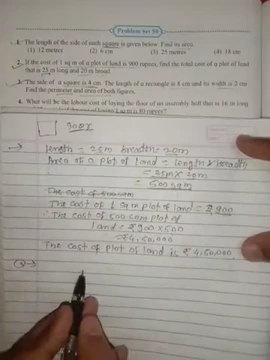 Problem Set 50
1. The length of the side of each square is given below. Find its area.
(1) 12 metre (2) 6 cm (3) 25 metres (4) 18 cm
2. If the cost of 1 sq m of a plot of land is 900 rupees, find the total cost of a plot of land
that is 25 m long and 20 m broad.
3. The side of a square is 4 cm. The length of a rectangle is 8 cm and its width is 2 cm.
Find the perimeter and area of both figures.
4. What will be the labour cost of laying the floor of an assembly hall that is 16 m long
1 sq m is 80 rupees?
900x
→ length = 25m breadth = 20m
Area of a plot of land = length x breadth
= 25m x 20m
= 500 sqm
The cost of 500 sqm
The cost of 1 sqm plot of land = ₹ 900
∴ The cost of 500 sqm plot of
land = ₹ 900 x 500
= ₹ 4,50,000
The cost of plot of land is ₹ 4,50,000